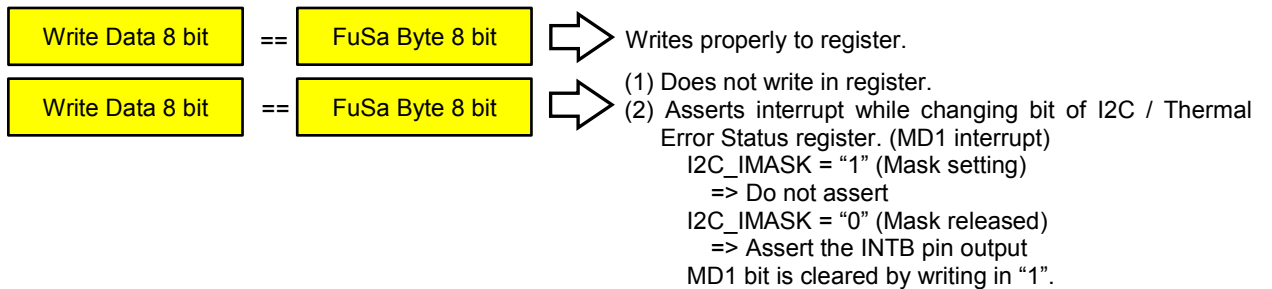 Write Data 8 bit == FuSa Byte 8 bit Writes properly to register.
Write Data 8 bit == FuSa Byte 8 bit (1) Does not write in register.
(2) Asserts interrupt while changing bit of I2C / Thermal
Error Status register. (MD1 interrupt)
I2C_IMASK = “1” (Mask setting)
=> Do not assert
I2C_IMASK = “0” (Mask released)
=> Assert the INTB pin output
MD1 bit is cleared by writing in “1”.